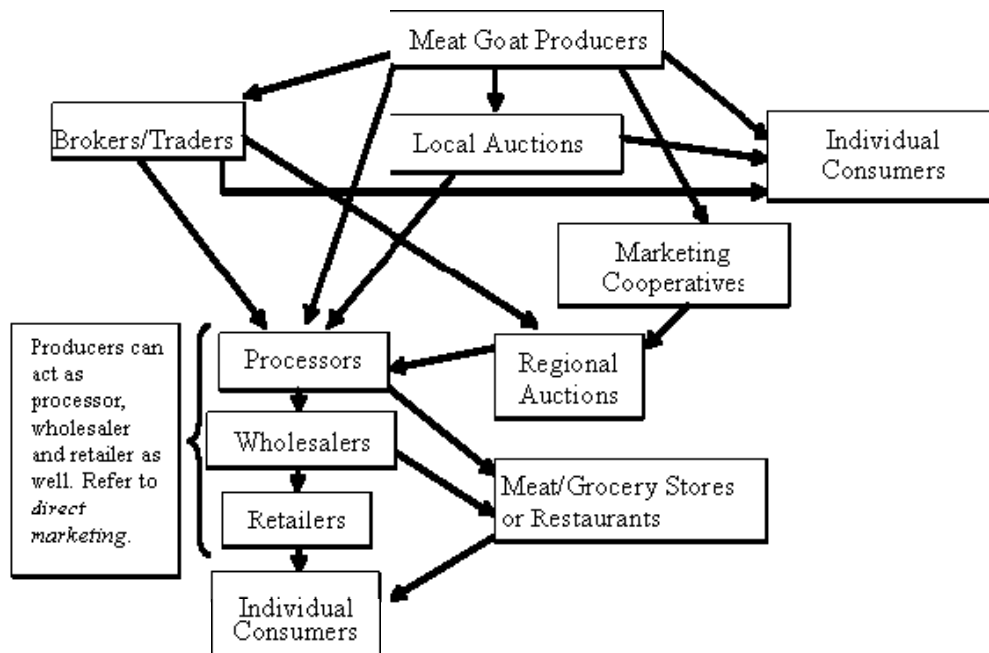 Meat Goat Producers
Brokers/Traders
Local Auctions
Individual
Consumers
Marketing
Cooperatives
Producers can
act as
processor,
wholesaler
and retailer as
well. Refer to
direct
marketing.
Processors
Regional
Auctions
Wholesalers
Meat/Grocery Stores
or Restaurants
Retailers
Individual
Consumers